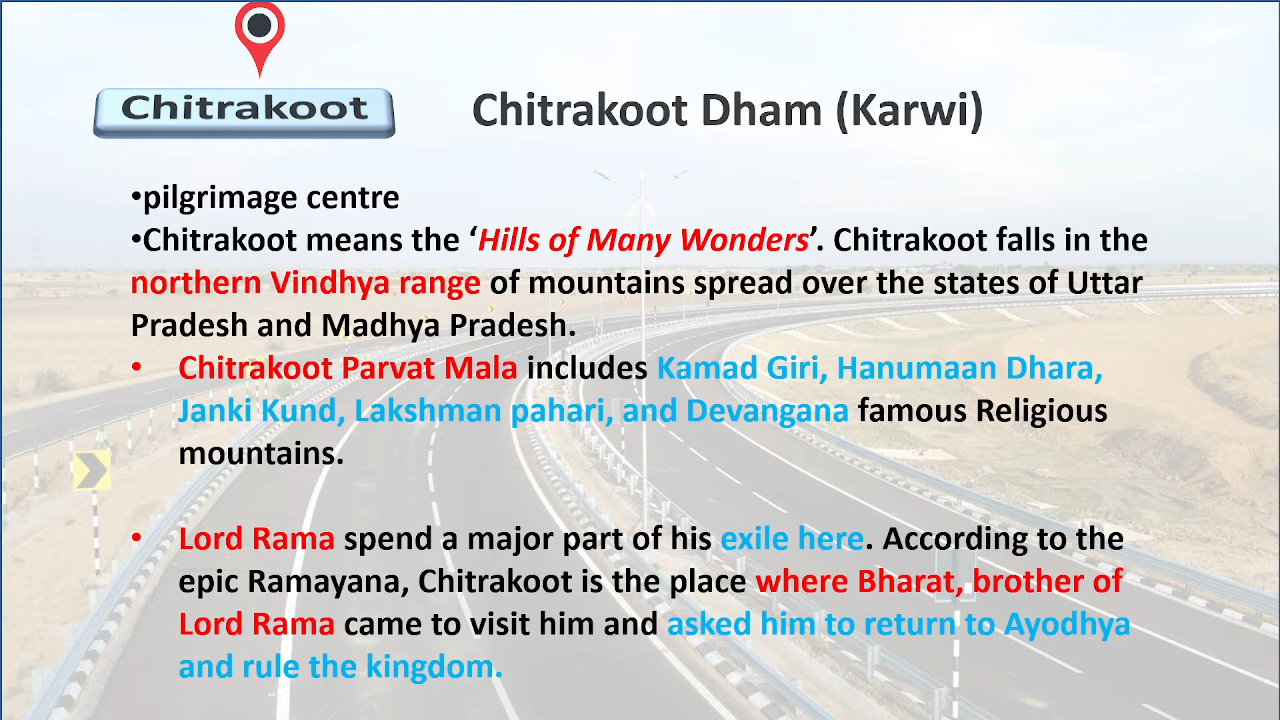 Chitrakoot
Chitrakoot Dham (Karwi)
•pilgrimage centre
•Chitrakoot means the ‘Hills of Many Wonders’. Chitrakoot falls in the
northern Vindhya range of mountains spread over the states of Uttar
Pradesh and Madhya Pradesh.
• Chitrakoot Parvat Mala includes Kamad Giri, Hanumaan Dhara,
Janki Kund, Lakshman pahari, and Devangana famous Religious
mountains.
• Lord Rama spend a major part of his exile here. According to the
epic Ramayana, Chitrakoot is the place where Bharat, brother of
Lord Rama came to visit him and asked him to return to Ayodhya
and rule the kingdom.